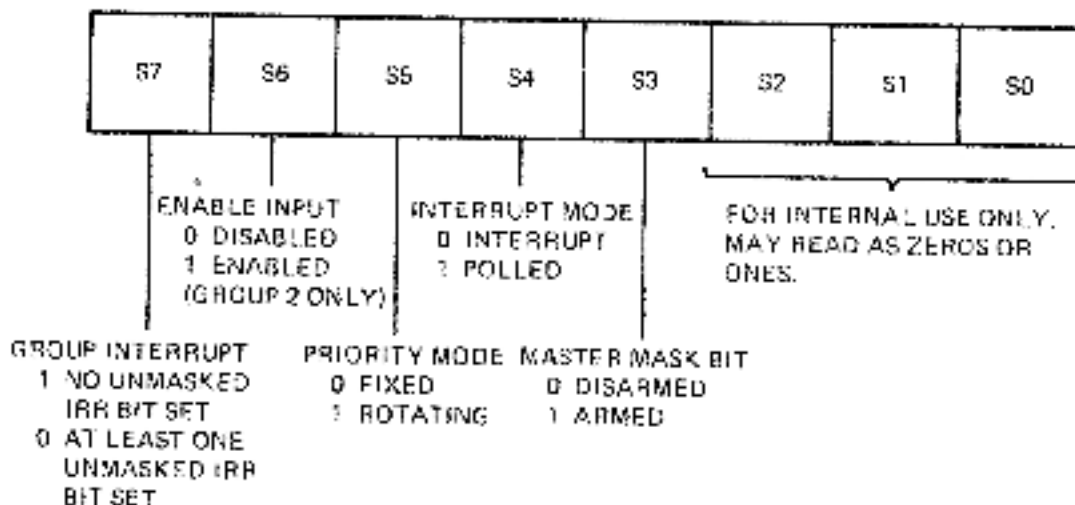 S7 S6 S5 S4 S3 S2 S1 S0
ENABLE INPUT
0 DISABLED
1 ENABLED
(GROUP 2 ONLY)
INTERRUPT MODE
0 INTERRUPT
1 POLLED
FOR INTERNAL USE ONLY.
MAY READ AS ZEROS OR
ONES.
GROUP INTERRUPT
1 NO UNMASKED
IRR BIT SET
0 AT LEAST ONE
UNMASKED IRR
BIT SET
PRIORITY MODE
0 FIXED
1 ROTATING
MASTER MASK BIT
0 DISARMED
1 ARMED